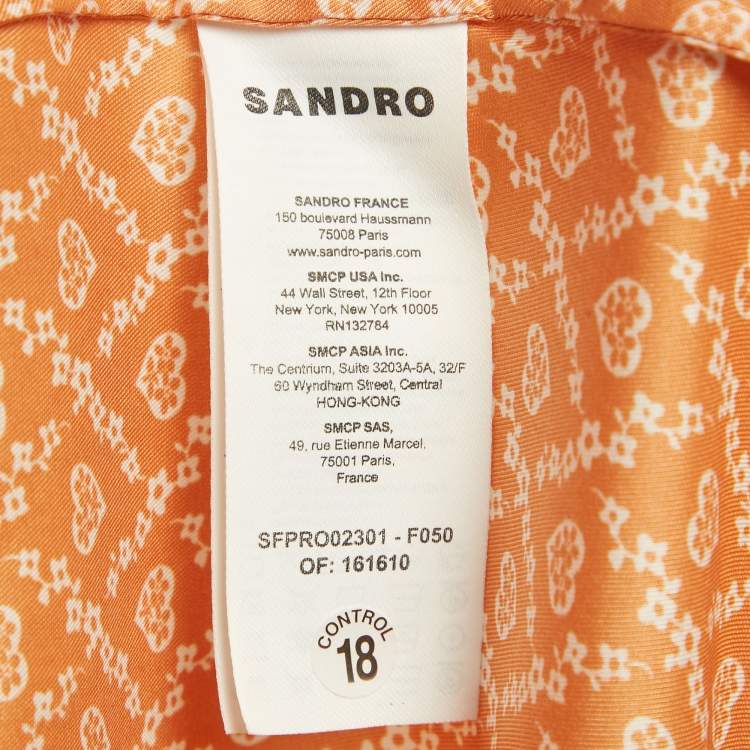 SANDRO
SANDRO FRANCE
150 boulevard Haussmann
75008 Paris
www.sandro-paris.com
SMCP USA Inc.
44 Wall Street, 12th Floor
New York, New York 10005
RN132784
SMCP ASIA Inc.
The Centrium, Suite 3203A-5A, 32/F
60 Wyndham Street, Central
HONG-KONG
SMCP SAS,
49, rue Etienne Marcel,
75001 Paris,
France
SFPRO02301 - F050
OF: 161610
CONTROL
18